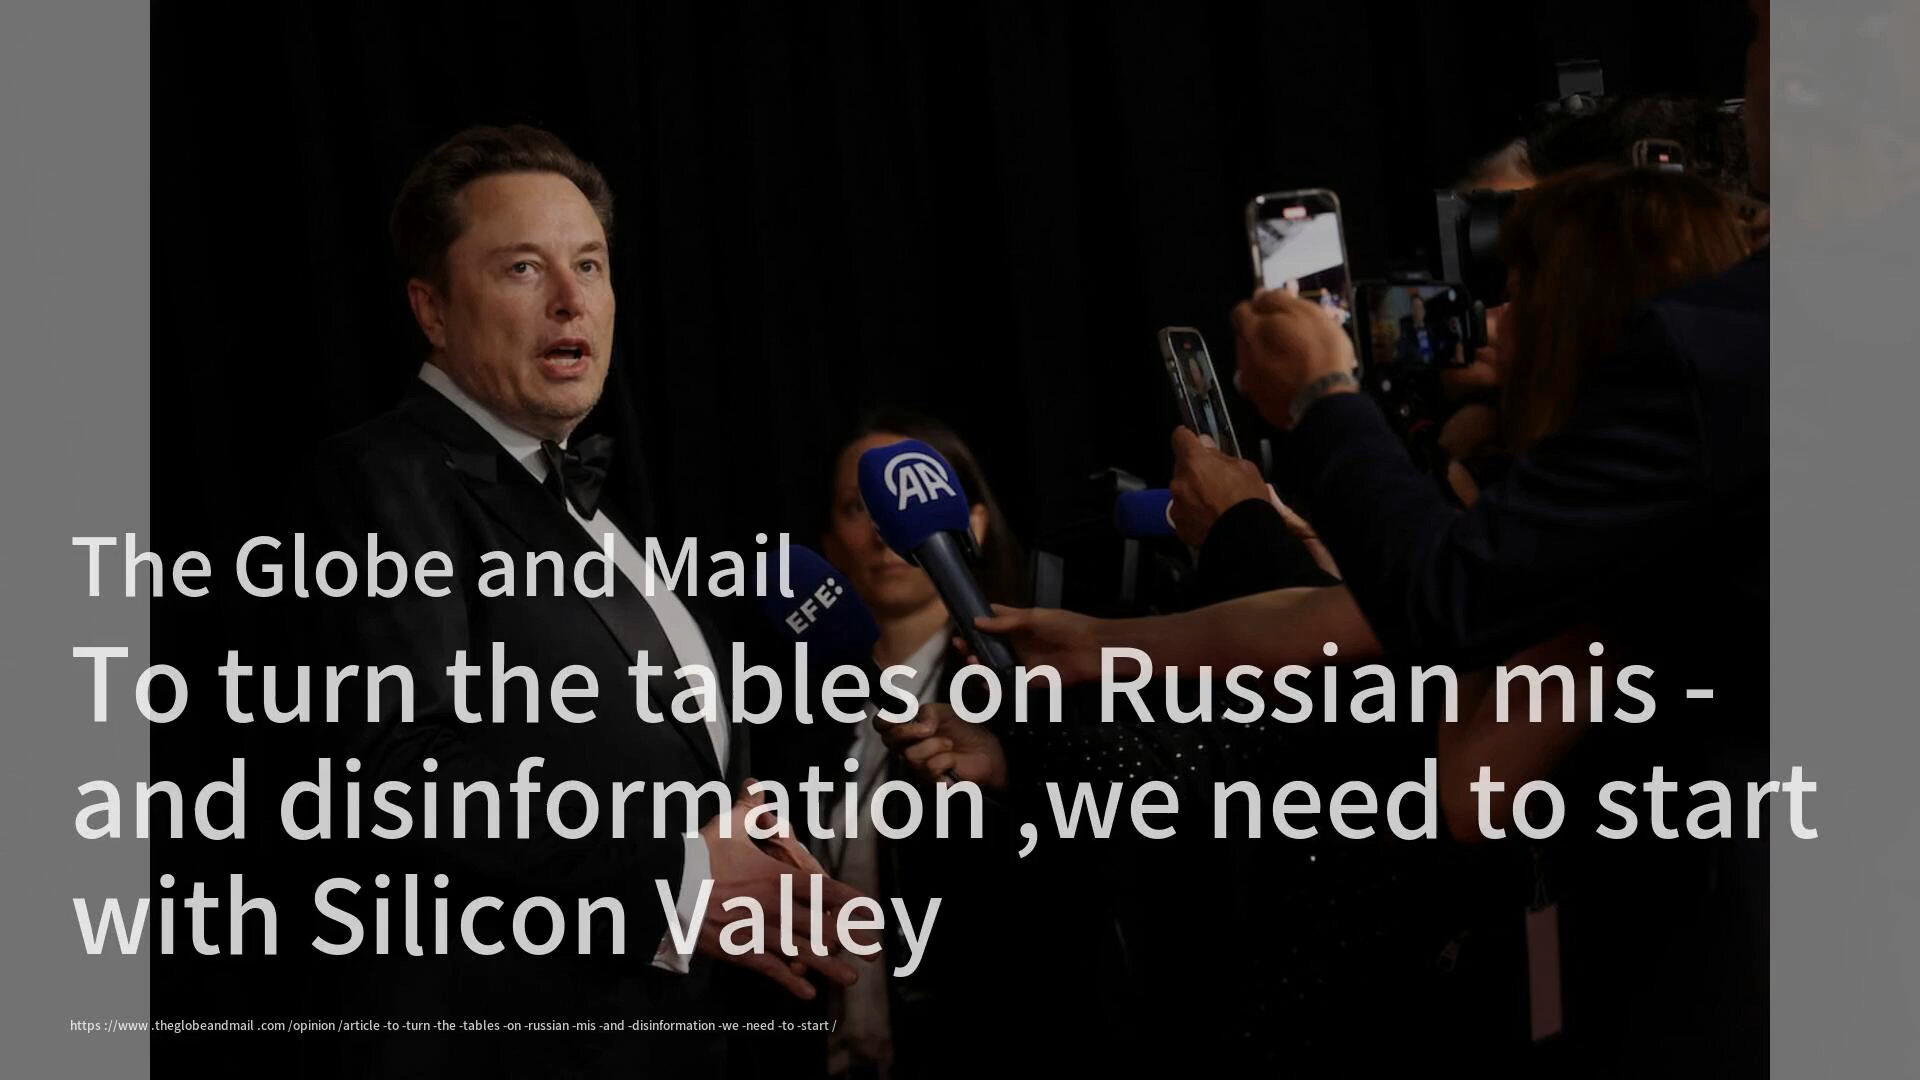 AA
EFE:
The Globe and Mail
To turn the tables on Russian mis -
and disinformation ,we need to start
with Silicon Valley
https ://www .theglobeandmail .com /opinion /article -to -turn -the -tables -on -russian -mis -and -disinformation -we -need -to -start /